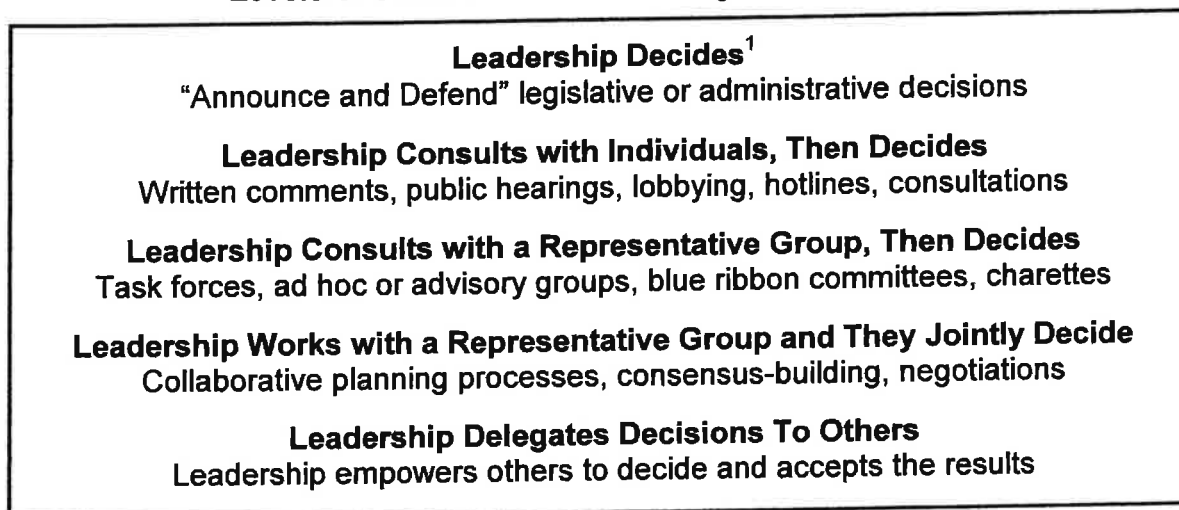 Leadership Decides¹
“Announce and Defend” legislative or administrative decisions
Leadership Consults with Individuals, Then Decides
Written comments, public hearings, lobbying, hotlines, consultations
Leadership Consults with a Representative Group, Then Decides
Task forces, ad hoc or advisory groups, blue ribbon committees, charettes
Leadership Works with a Representative Group and They Jointly Decide
Collaborative planning processes, consensus-building, negotiations
Leadership Delegates Decisions To Others
Leadership empowers others to decide and accepts the results